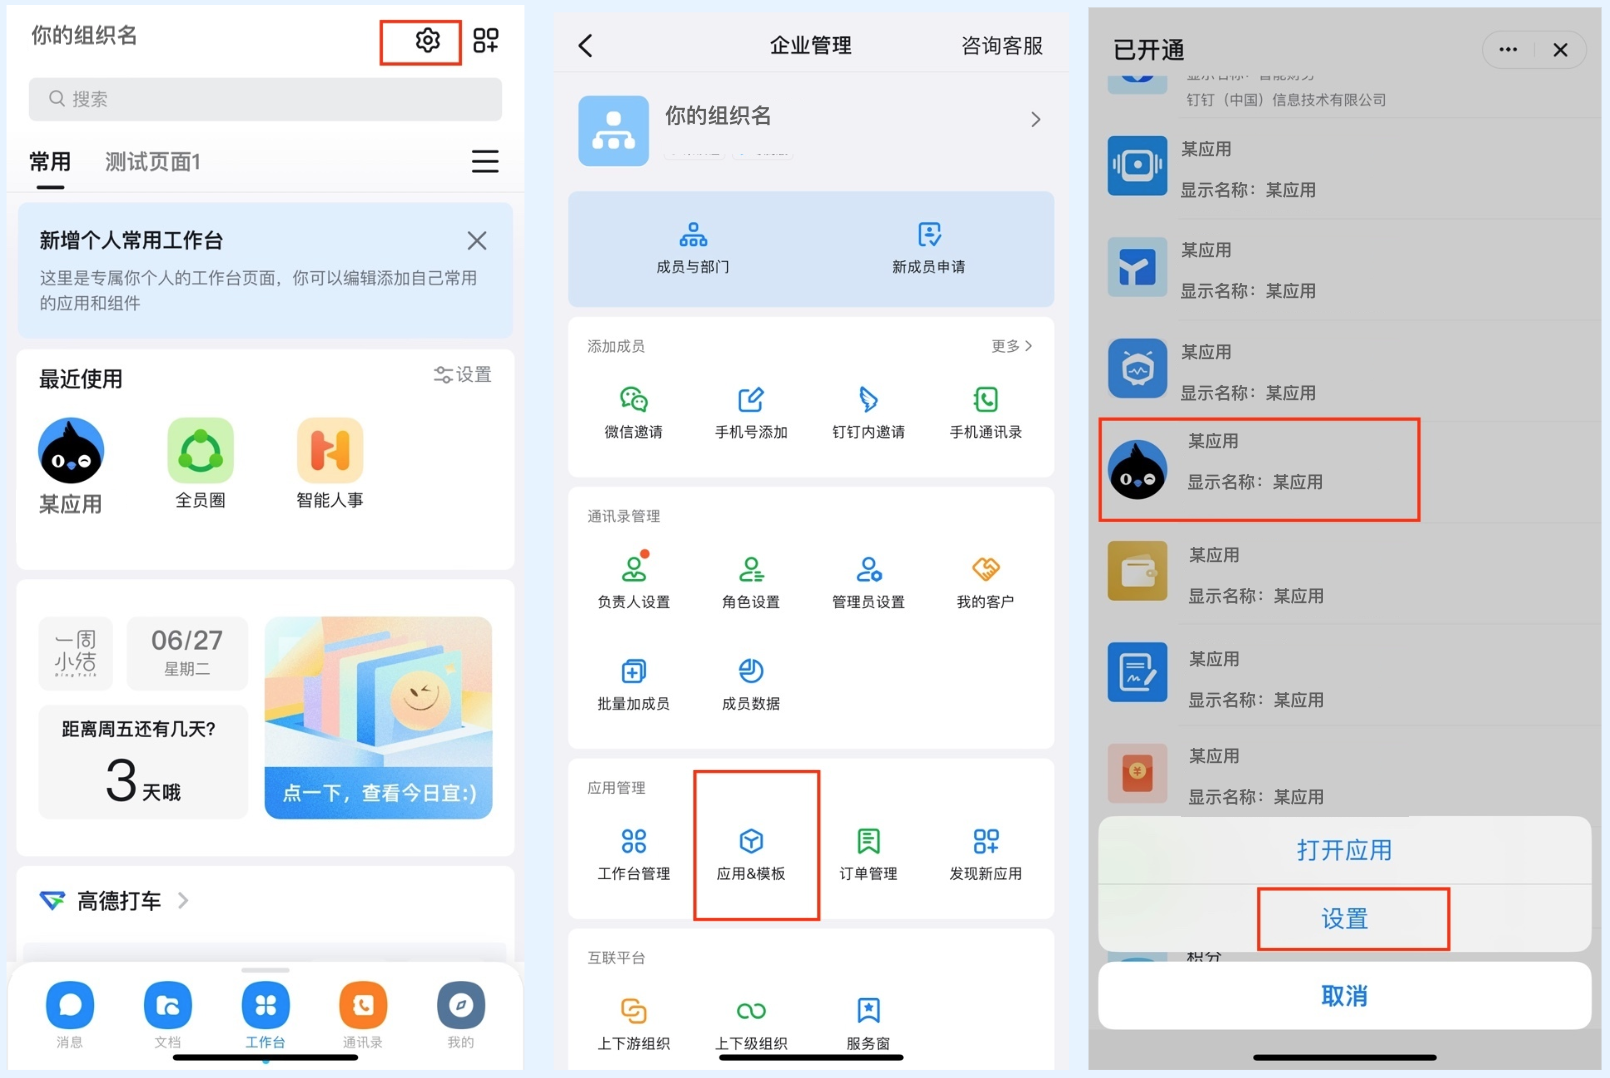 你的组织名
搜索
常用
测试页面1
新增个人常用工作台
这里是专属你个人的工作台页面，你可以编辑添加自己常用
的应用和组件
最近使用
设置
某应用
全员圈
智能人事
一周
小结
06/27
星期二
距离周五还有几天?
3天哦
点一下，查看今日宜:)
高德打车
消息
文档
工作台
通讯录
我的
企业管理
咨询客服
你的组织名
成员与部门
新成员申请
添加成员
更多
微信邀请
手机号添加
钉钉内邀请
手机通讯录
通讯录管理
负责人设置
角色设置
管理员设置
我的客户
批量加成员
成员数据
应用管理
工作台管理
应用&模板
订单管理
发现新应用
互联平台
上下游组织
上下级组织
服务窗
已开通
显示名称：智能财务
钉钉（中国）信息技术有限公司
某应用
显示名称：某应用
某应用
显示名称：某应用
某应用
显示名称：某应用
某应用
显示名称：某应用
某应用
显示名称：某应用
某应用
显示名称：某应用
某应用
显示名称：某应用
打开应用
设置
积分
取消